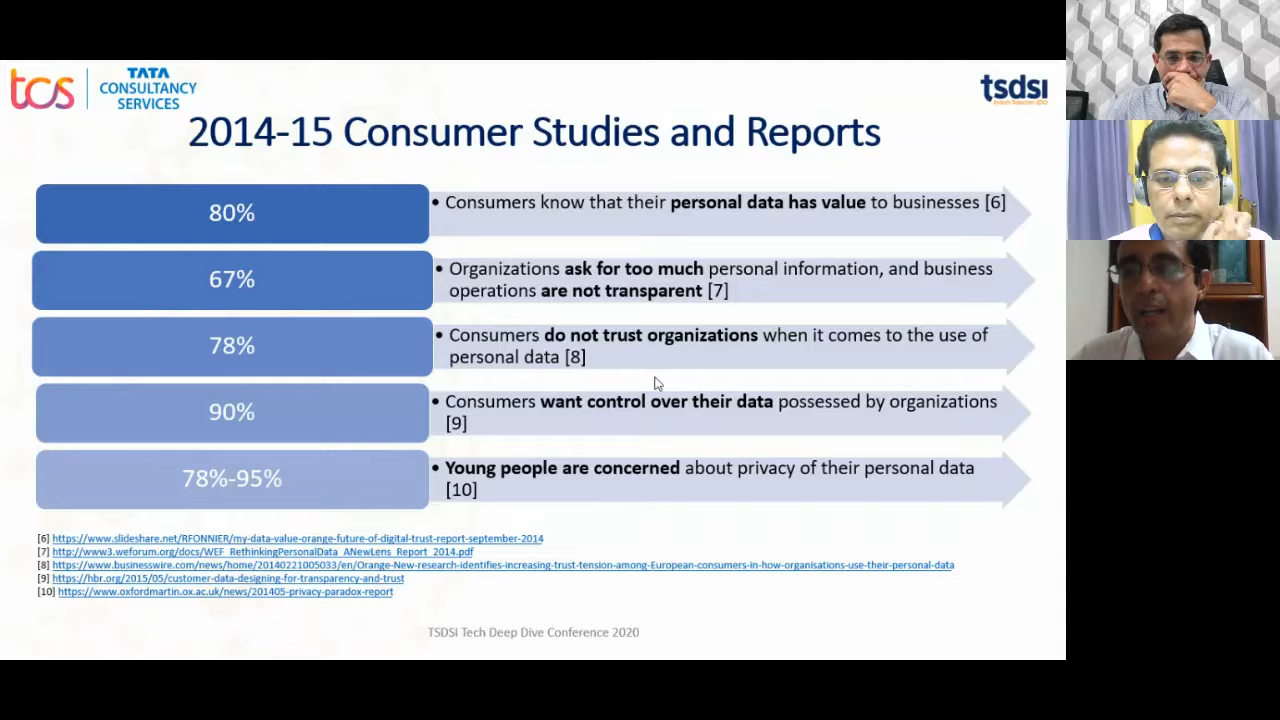 tcs
TATA
CONSULTANCY
SERVICES
tsdsi
India's Telecom SDO
2014-15 Consumer Studies and Reports
80%
• Consumers know that their personal data has value to businesses [6]
67%
• Organizations ask for too much personal information, and business
operations are not transparent [7]
78%
• Consumers do not trust organizations when it comes to the use of
personal data [8]
90%
• Consumers want control over their data possessed by organizations
[9]
78%-95%
• Young people are concerned about privacy of their personal data
[10]
[6] https://www.slideshare.net/RFONNIER/my-data-value-orange-future-of-digital-trust-report-september-2014
[7] http://www3.weforum.org/docs/WEF_RethinkingPersonalData_ANewLens_Report_2014.pdf
[8] https://www.businesswire.com/news/home/20140221005033/en/Orange-New-research-identifies-increasing-trust-tension-among-European-consumers-in-how-organisations-use-their-personal-data
[9] https://hbr.org/2015/05/customer-data-designing-for-transparency-and-trust
[10] https://www.oxfordmartin.ox.ac.uk/news/201405-privacy-paradox-report
TSDSI Tech Deep Dive Conference 2020